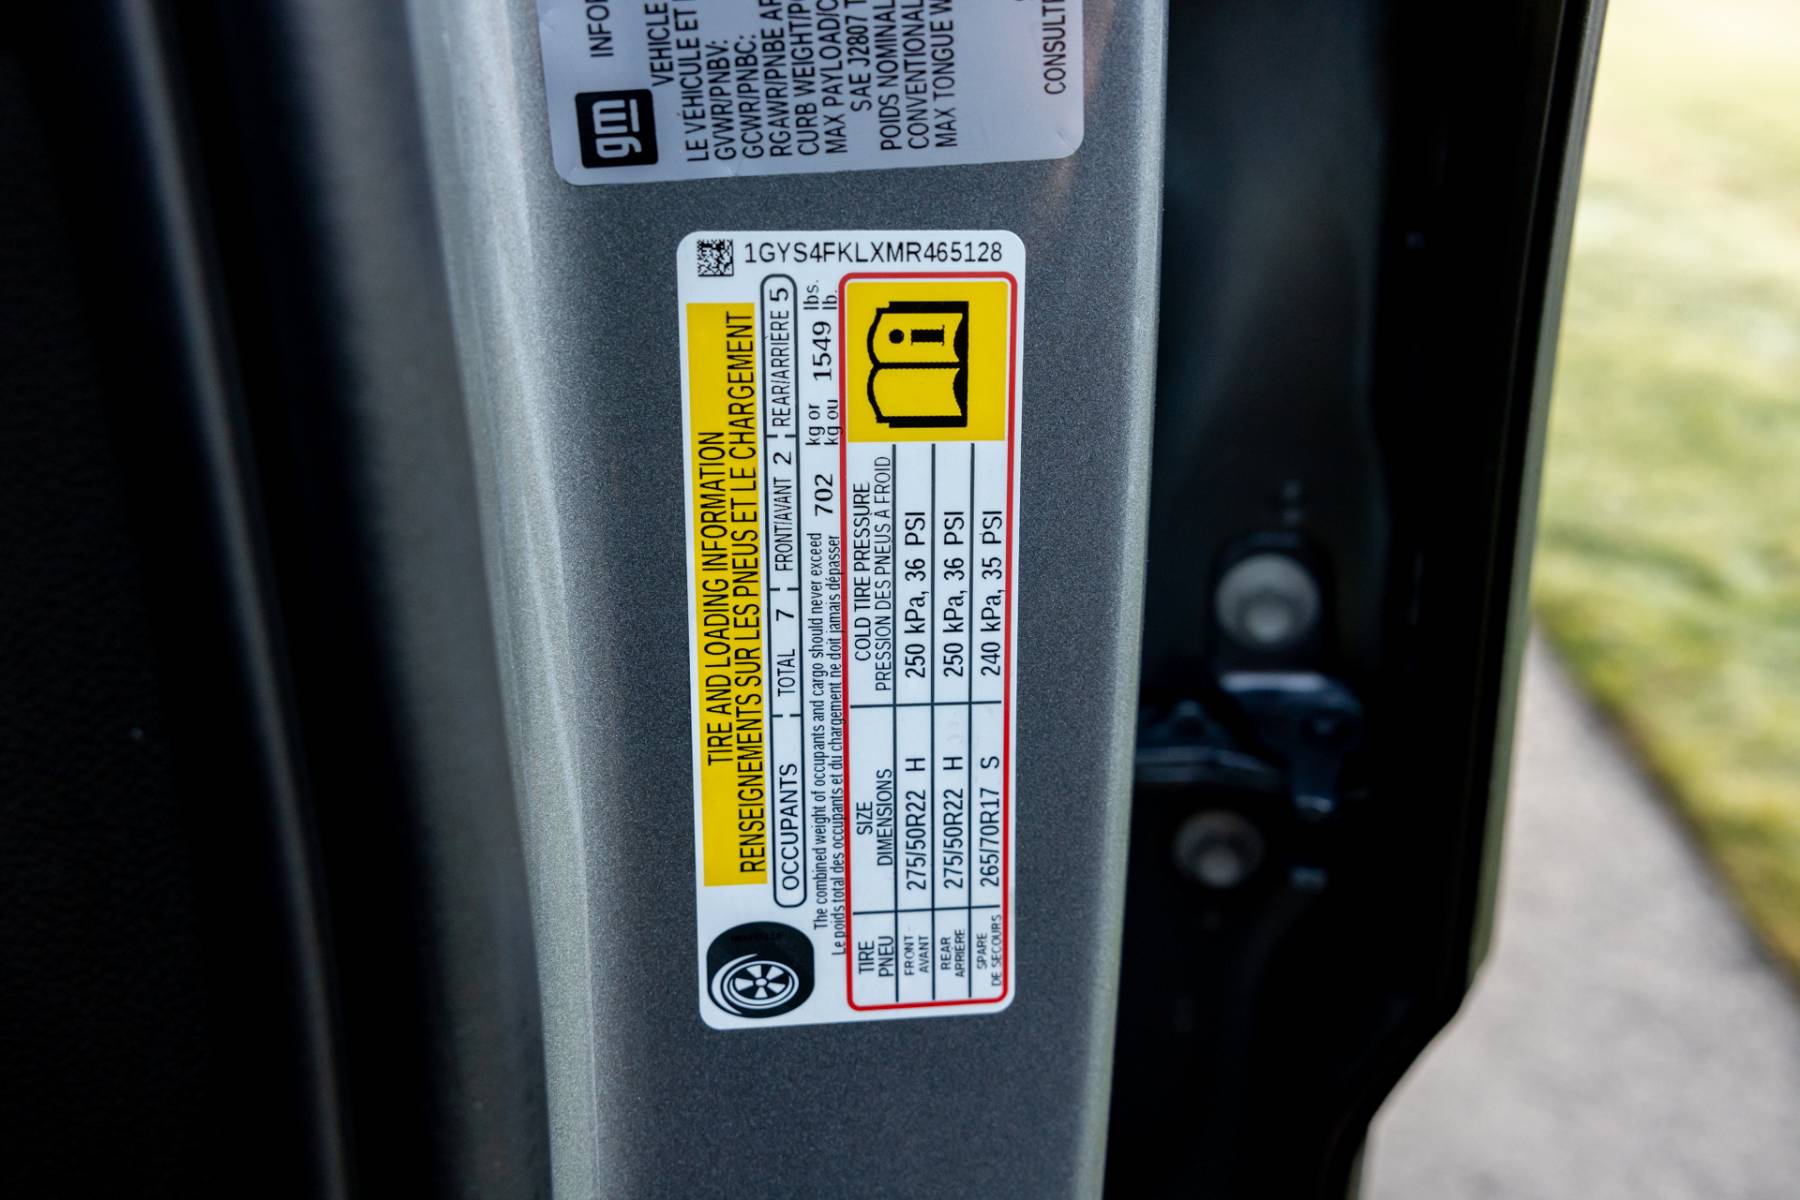 gm
INFOR
VEHICLE
LE VÉHICULE ET
GVWR/PNBV:
GCWR/PNBC:
RGAWR/PNBE AR
CURB WEIGHT/PO
MAX PAYLOAD/C
SAE J2807 T
POIDS NOMINAL
CONVENTIONAL
MAX TONGUE W
CONSULTE
1GYS4FKLXMR465128
TIRE AND LOADING INFORMATION
RENSEIGNEMENTS SUR LES PNEUS ET LE CHARGEMENT
OCCUPANTS TOTAL 7 FRONT/AVANT 2 REAR/ARRIÈRE 5
The combined weight of occupants and cargo should never exceed 702 kg or 1549 lbs.
Le poids total des occupants et du chargement ne doit jamais dépasser kg ou lb.
TIRE SIZE COLD TIRE PRESSURE
PNEU DIMENSIONS PRESSION DES PNEUS À FROID
FRONT
AVANT 275/50R22 H 250 kPa, 36 PSI
REAR
ARRIÈRE 275/50R22 H 250 kPa, 36 PSI
SPARE
DE SECOURS 265/70R17 S 240 kPa, 35 PSI
i